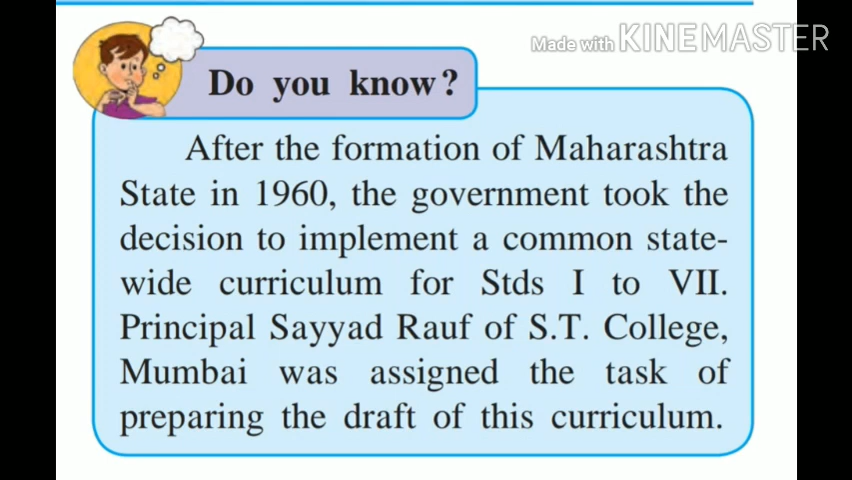 Made with KINEMASTER
Do you know?
After the formation of Maharashtra
State in 1960, the government took the
decision to implement a common state-
wide curriculum for Stds I to VII.
Principal Sayyad Rauf of S.T. College,
Mumbai was assigned the task of
preparing the draft of this curriculum.